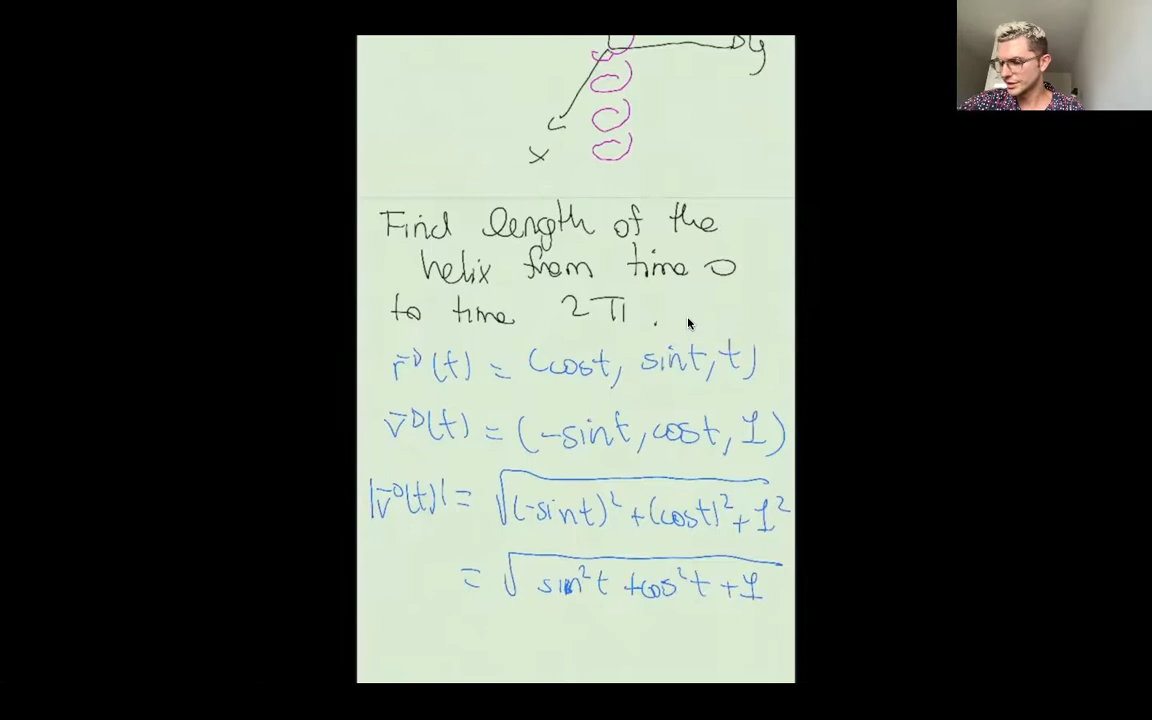 y
x
Find length of the
helix from time 0
to time 2π.
r⃗(t) = (cost, sint, t)
v⃗(t) = (-sint, cost, 1)
|v⃗(t)| = √((-sint)² + (cost)² + 1²)
= √(sin²t + cos²t + 1)